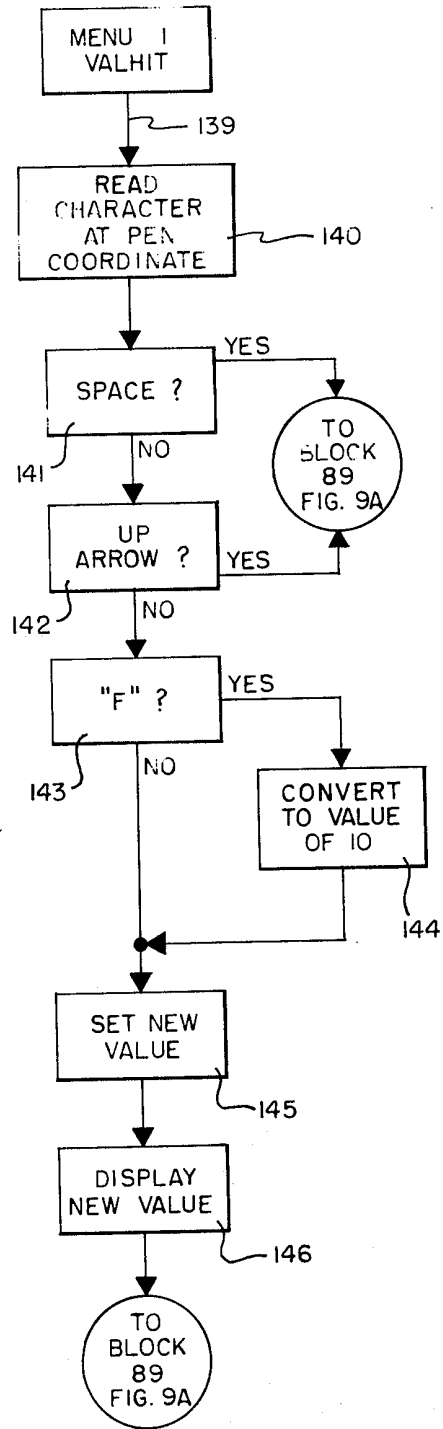 MENU 1
VALHIT
139
READ
CHARACTER
AT PEN
COORDINATE
140
YES
SPACE ?
141
NO
TO
BLOCK
89
FIG. 9A
UP
ARROW ?
YES
142
NO
"F" ?
YES
143
NO
CONVERT
TO VALUE
OF 10
144
SET NEW
VALUE
145
DISPLAY
NEW VALUE
146
TO
BLOCK
89
FIG. 9A